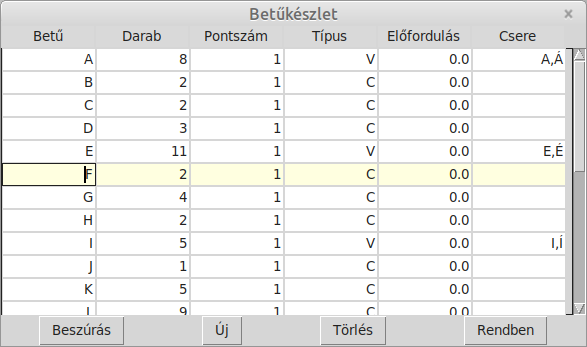 Betűkészlet
Betű Darab Pontszám Típus Előfordulás Csere
A 8 1 V 0.0 A,Á
B 2 1 C 0.0
C 2 1 C 0.0
D 3 1 C 0.0
E 11 1 V 0.0 E,É
F 2 1 C 0.0
G 4 1 C 0.0
H 2 1 C 0.0
I 5 1 V 0.0 I,Í
J 1 1 C 0.0
K 5 1 C 0.0
9 1 C 0.0
Beszúrás Új Törlés Rendben